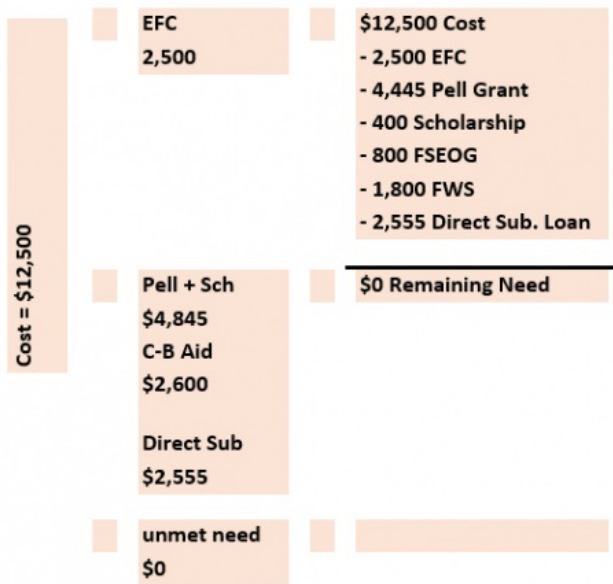 Cost = $12,500
EFC
2,500
$12,500 Cost
- 2,500 EFC
- 4,445 Pell Grant
- 400 Scholarship
- 800 FSEOG
- 1,800 FWS
- 2,555 Direct Sub. Loan
Pell + Sch
$4,845
C-B Aid
$2,600
Direct Sub
$2,555
$0 Remaining Need
unmet need
$0